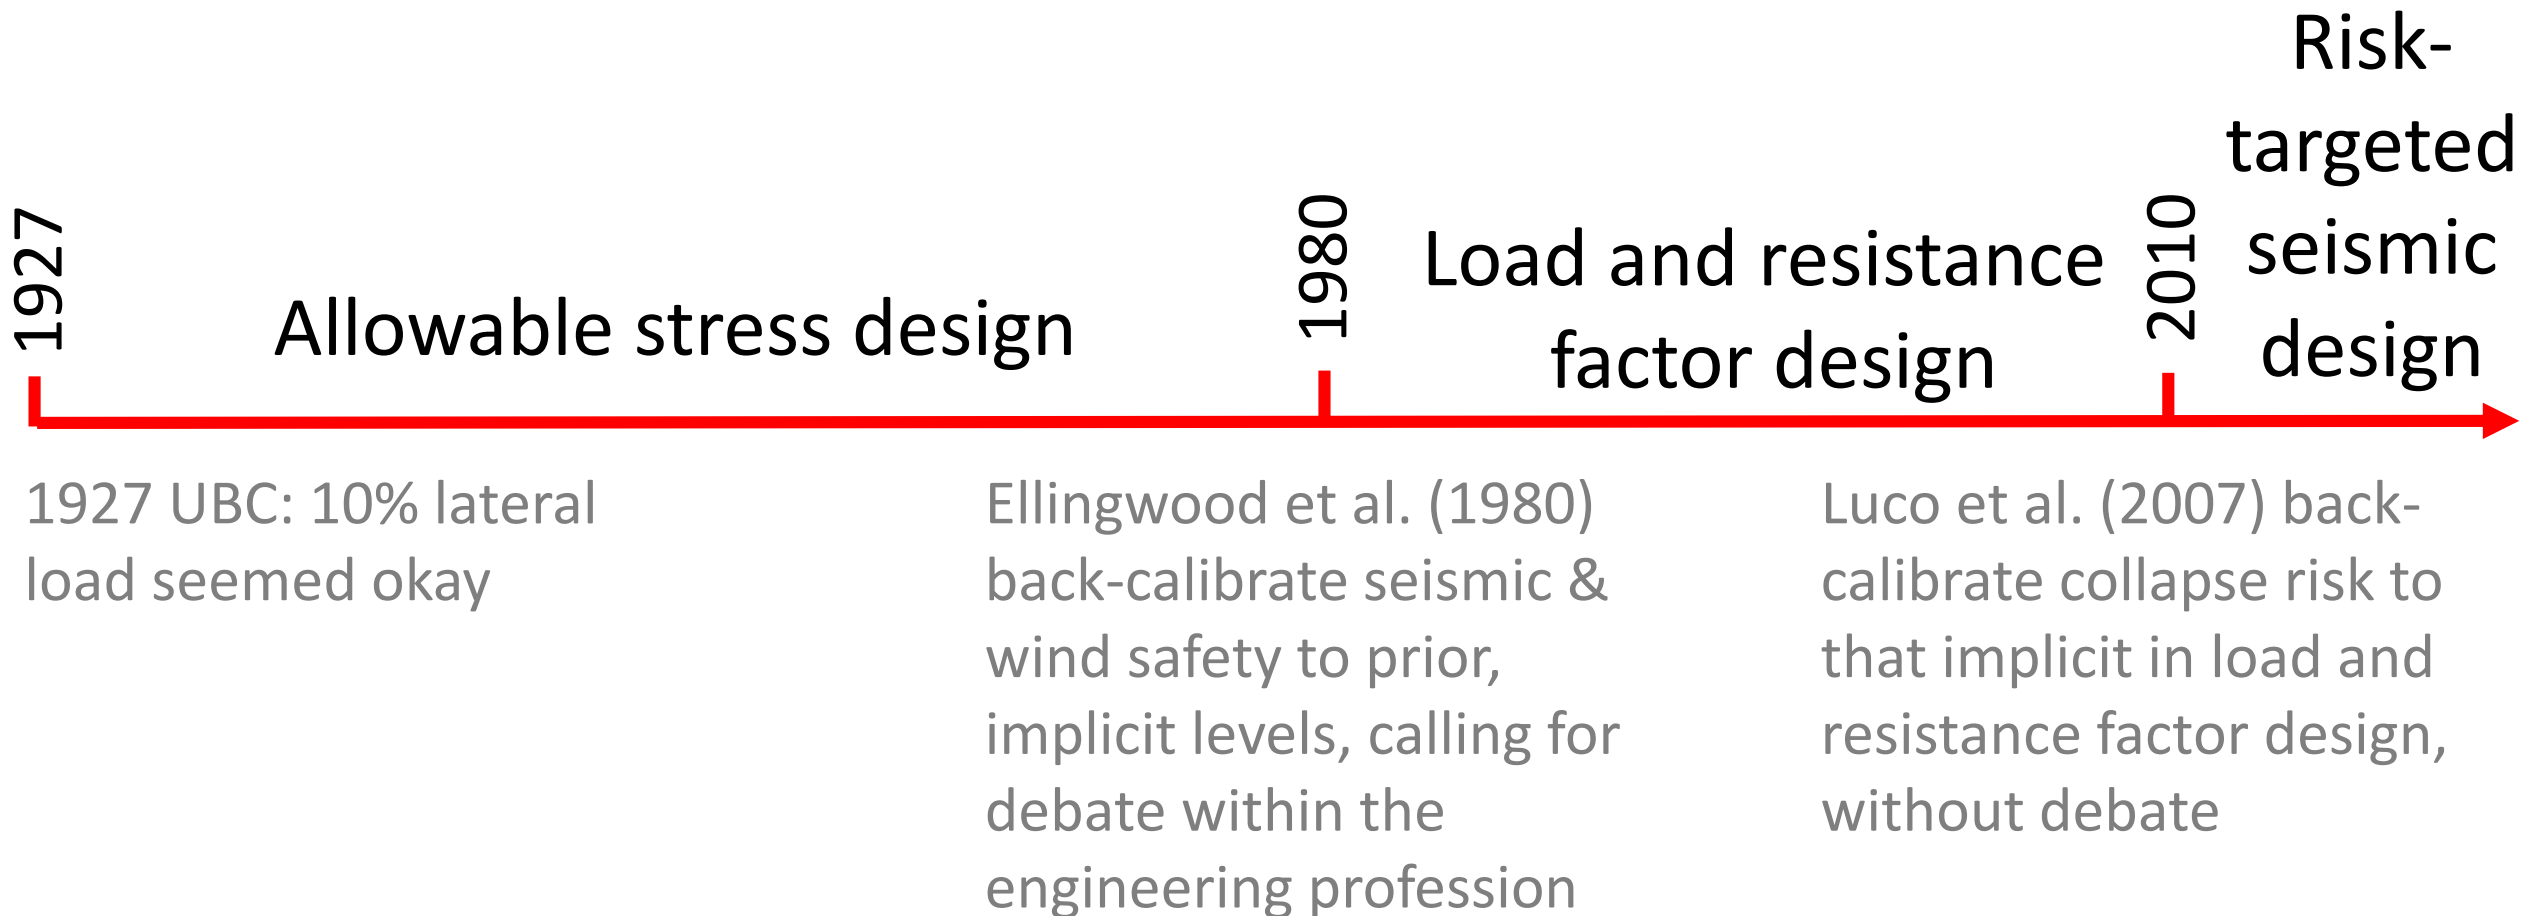 1927
Allowable stress design
1980
Load and resistance
factor design
2010
Risk-
targeted
seismic
design
1927 UBC: 10% lateral
load seemed okay
Ellingwood et al. (1980)
back-calibrate seismic &
wind safety to prior,
implicit levels, calling for
debate within the
engineering profession
Luco et al. (2007) back-
calibrate collapse risk to
that implicit in load and
resistance factor design,
without debate